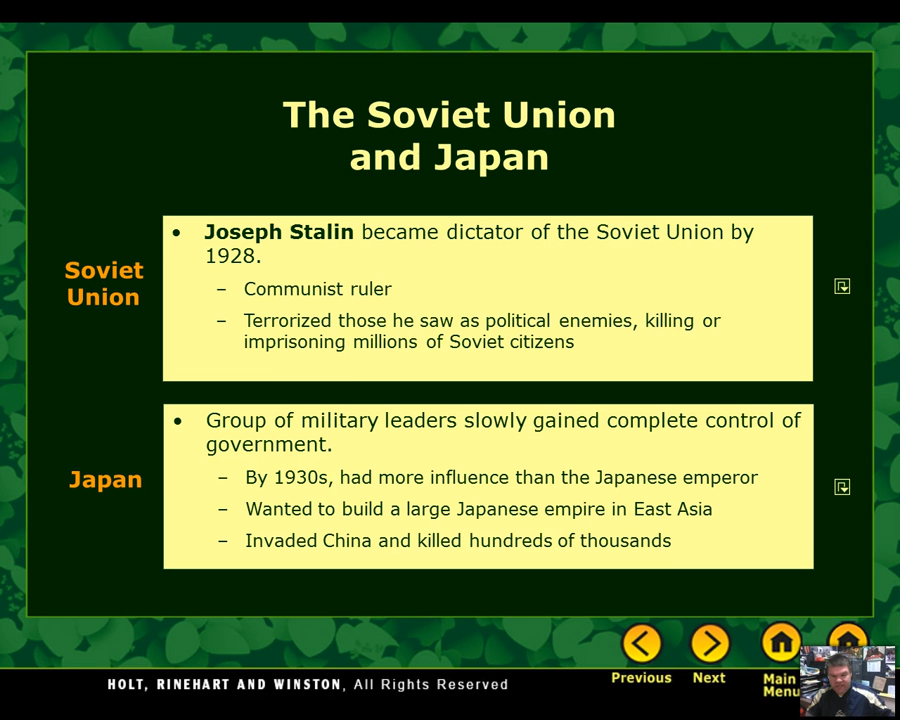 The Soviet Union
and Japan
Soviet
Union
• Joseph Stalin became dictator of the Soviet Union by
1928.
– Communist ruler
– Terrorized those he saw as political enemies, killing or
imprisoning millions of Soviet citizens
Japan
• Group of military leaders slowly gained complete control of
government.
– By 1930s, had more influence than the Japanese emperor
– Wanted to build a large Japanese empire in East Asia
– Invaded China and killed hundreds of thousands
Previous
Next
Main
Menu
HOLT, RINEHART AND WINSTON, All Rights Reserved